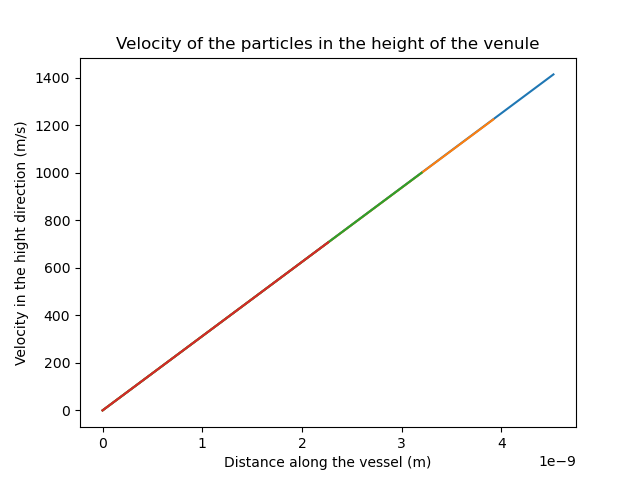 Velocity of the particles in the height of the venule
Velocity in the hight direction (m/s)
1400
1200
1000
800
600
400
200
0
0 1 2 3 4
1e−9
Distance along the vessel (m)